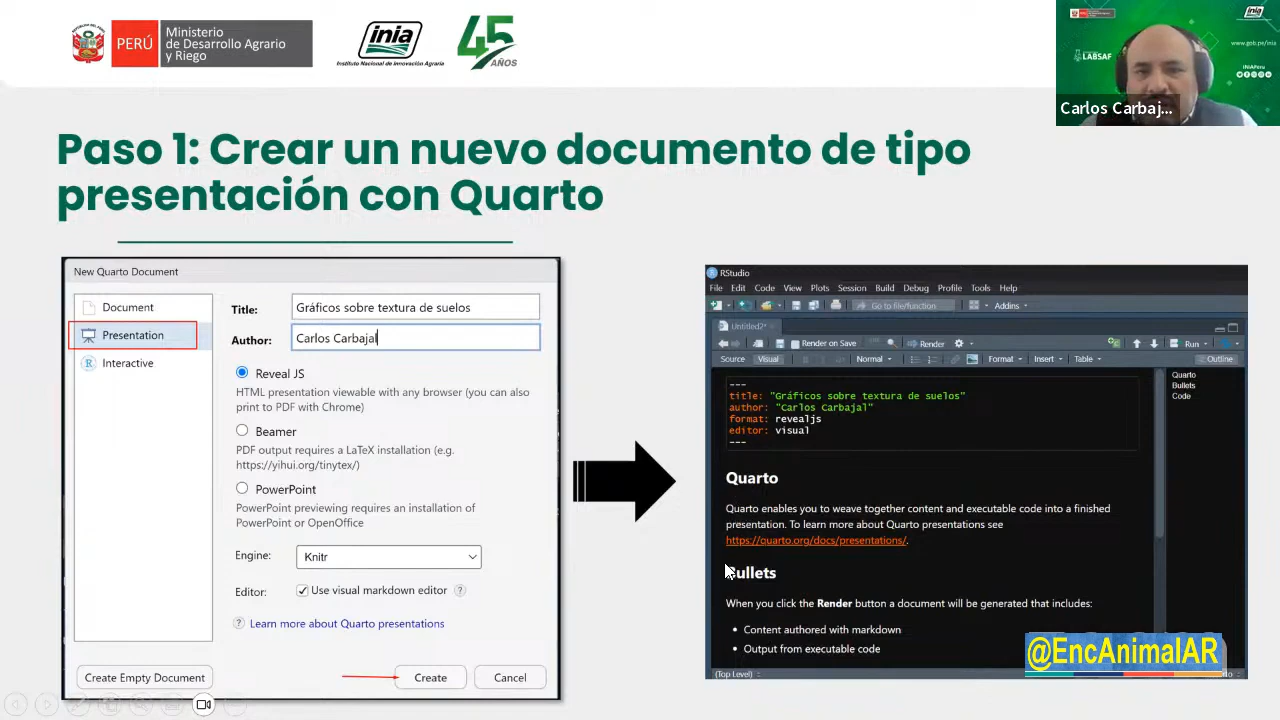 PERÚ
Ministerio
de Desarrollo Agrario
y Riego
inia
Instituto Nacional de Innovación Agraria
45
AÑOS
inia
www.gob.pe/inia
LABSAF
Carlos Carbaj...
Paso 1: Crear un nuevo documento de tipo
presentación con Quarto
New Quarto Document
Document
Presentation
Interactive
Title:
Gráficos sobre textura de suelos
Author:
Carlos Carbajal
Reveal JS
HTML presentation viewable with any browser (you can also
print to PDF with Chrome)
Beamer
PDF output requires a LaTeX installation (e.g.
https://yihui.org/tinytex/)
PowerPoint
PowerPoint previewing requires an installation of
PowerPoint or OpenOffice
Engine:
Knitr
Editor:
Use visual markdown editor
?
? Learn more about Quarto presentations
Create Empty Document
Create
Cancel
RStudio
File Edit Code View Plots Session Build Debug Profile Tools Help
Go to file/function
Addins
Untitled2*
Render on Save
Render
Run
Source Visual
B I
Normal
Format
Insert
Table
Outline
---
title: "Gráficos sobre textura de suelos"
author: "Carlos Carbajal"
format: revealjs
editor: visual
---
Quarto
Bullets
Code
Quarto
Quarto enables you to weave together content and executable code into a finished
presentation. To learn more about Quarto presentations see
https://quarto.org/docs/presentations/.
Bullets
When you click the Render button a document will be generated that includes:
• Content authored with markdown
• Output from executable code
(Top Level)
@EncAnimalAR